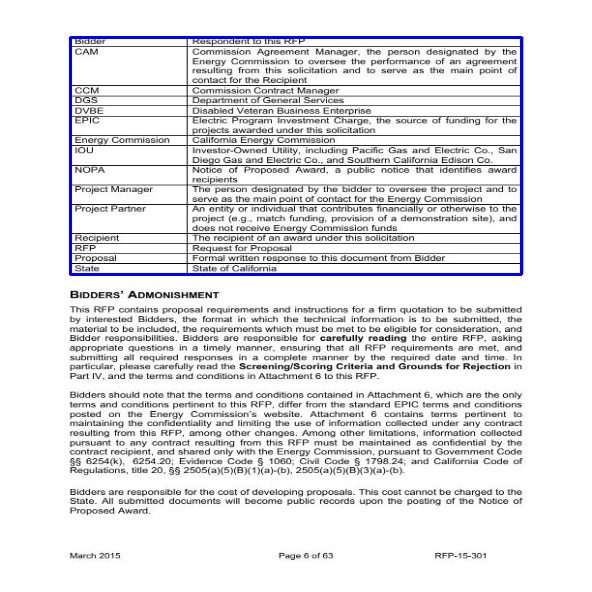 Bidder Respondent to this RFP
CAM Commission Agreement Manager, the person designated by the
Energy Commission to oversee the performance of an agreement
resulting from this solicitation and to serve as the main point of
contact for the Recipient
CCM Commission Contract Manager
DGS Department of General Services
DVBE Disabled Veteran Business Enterprise
EPIC Electric Program Investment Charge, the source of funding for the
projects awarded under this solicitation
Energy Commission California Energy Commission
IOU Investor-Owned Utility, including Pacific Gas and Electric Co., San
Diego Gas and Electric Co., and Southern California Edison Co.
NOPA Notice of Proposed Award, a public notice that identifies award
recipients
Project Manager The person designated by the bidder to oversee the project and to
serve as the main point of contact for the Energy Commission
Project Partner An entity or individual that contributes financially or otherwise to the
project (e.g., match funding, provision of a demonstration site), and
does not receive Energy Commission funds
Recipient The recipient of an award under this solicitation
RFP Request for Proposal
Proposal Formal written response to this document from Bidder
State State of California
BIDDERS' ADMONISHMENT
This RFP contains proposal requirements and instructions for a firm quotation to be submitted
by interested Bidders, the format in which the technical information is to be submitted, the
material to be included, the requirements which must be met to be eligible for consideration, and
Bidder responsibilities. Bidders are responsible for carefully reading the entire RFP, asking
appropriate questions in a timely manner, ensuring that all RFP requirements are met, and
submitting all required responses in a complete manner by the required date and time. In
particular, please carefully read the Screening/Scoring Criteria and Grounds for Rejection in
Part IV, and the terms and conditions in Attachment 6 to this RFP.
Bidders should note that the terms and conditions contained in Attachment 6, which are the only
terms and conditions pertinent to this RFP, differ from the standard EPIC terms and conditions
posted on the Energy Commission's website. Attachment 6 contains terms pertinent to
maintaining the confidentiality and limiting the use of information collected under any contract
resulting from this RFP, among other changes. Among other limitations, information collected
pursuant to any contract resulting from this RFP must be maintained as confidential by the
contract recipient, and shared only with the Energy Commission, pursuant to Government Code
§§ 6254(k), 6254.20; Evidence Code § 1060; Civil Code § 1798.24; and California Code of
Regulations, title 20, §§ 2505(a)(5)(B)(1)(a)-(b), 2505(a)(5)(B)(3)(a)-(b).
Bidders are responsible for the cost of developing proposals. This cost cannot be charged to the
State. All submitted documents will become public records upon the posting of the Notice of
Proposed Award.
March 2015 Page 6 of 63 RFP-15-301